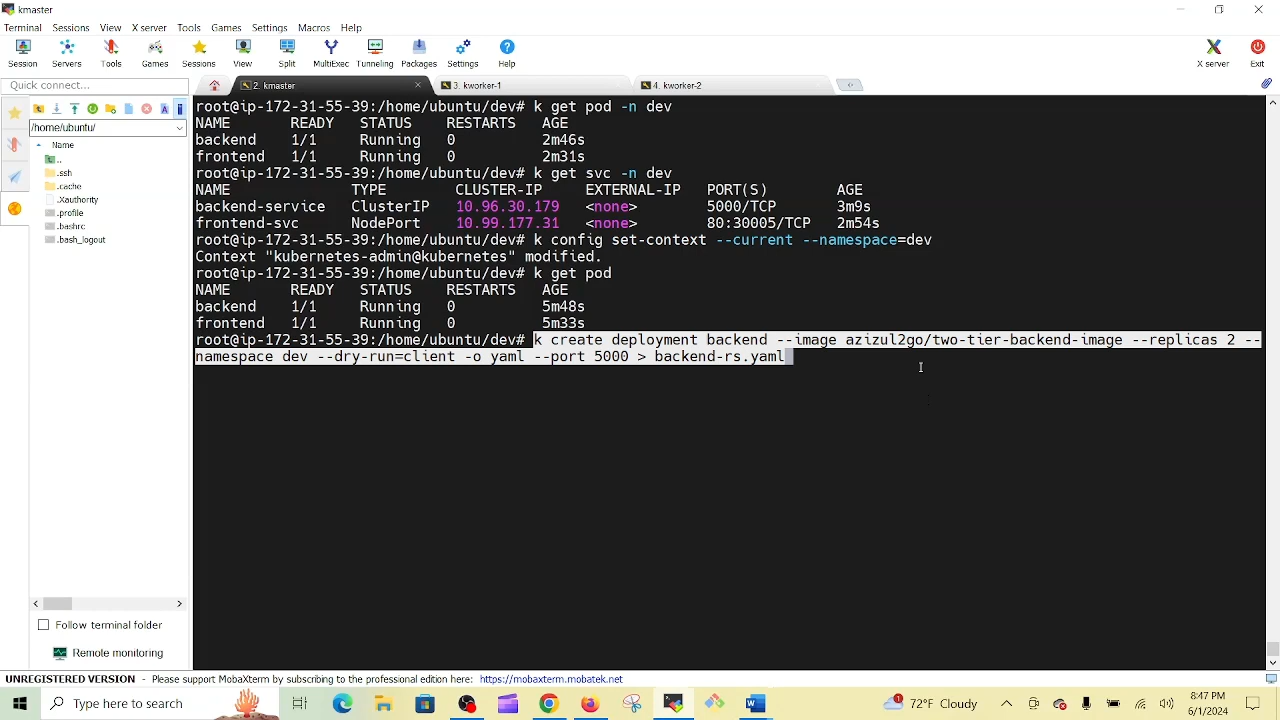 kmaster
Terminal Sessions View X server Tools Games Settings Macros Help
Session Servers Tools Games Sessions View Split MultiExec Tunneling Packages Settings Help X server Exit
Quick connect...
2. kmaster
3. kworker-1
4. kworker-2
/home/ubuntu/
Name
..
.ssh
.cache
.Xauthority
.profile
.bashrc
.bash_logout
root@ip-172-31-55-39:/home/ubuntu/dev# k get pod -n dev
NAME READY STATUS RESTARTS AGE
backend 1/1 Running 0 2m46s
frontend 1/1 Running 0 2m31s
root@ip-172-31-55-39:/home/ubuntu/dev# k get svc -n dev
NAME TYPE CLUSTER-IP EXTERNAL-IP PORT(S) AGE
backend-service ClusterIP 10.96.30.179 <none> 5000/TCP 3m9s
frontend-svc NodePort 10.99.177.31 <none> 80:30005/TCP 2m54s
root@ip-172-31-55-39:/home/ubuntu/dev# k config set-context --current --namespace=dev
Context "kubernetes-admin@kubernetes" modified.
root@ip-172-31-55-39:/home/ubuntu/dev# k get pod
NAME READY STATUS RESTARTS AGE
backend 1/1 Running 0 5m48s
frontend 1/1 Running 0 5m33s
root@ip-172-31-55-39:/home/ubuntu/dev# k create deployment backend --image azizul2go/two-tier-backend-image --replicas 2 --
namespace dev --dry-run=client -o yaml --port 5000 > backend-rs.yaml
Follow terminal folder
Remote monitoring
UNREGISTERED VERSION - Please support MobaXterm by subscribing to the professional edition here: https://mobaxterm.mobatek.net
Type here to search
1
72°F Cloudy
8:47 PM
6/1/2024